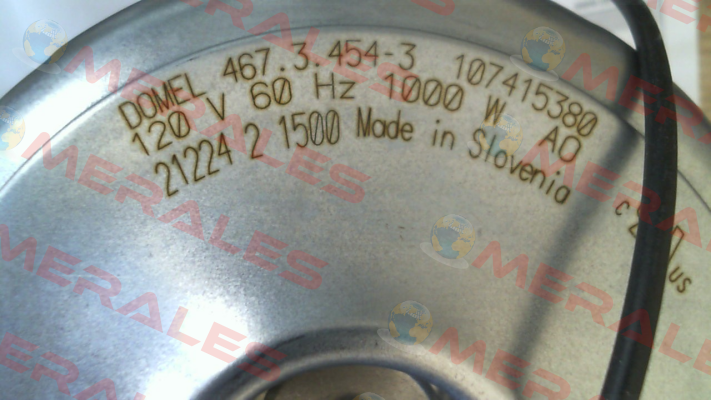 DOMEL 467.3.454-3 107415380
120 V 60 Hz 1000 W AO
21224 2 1500 Made in Slovenia
c us
MERALES
MERALES
MERALES
MERALES